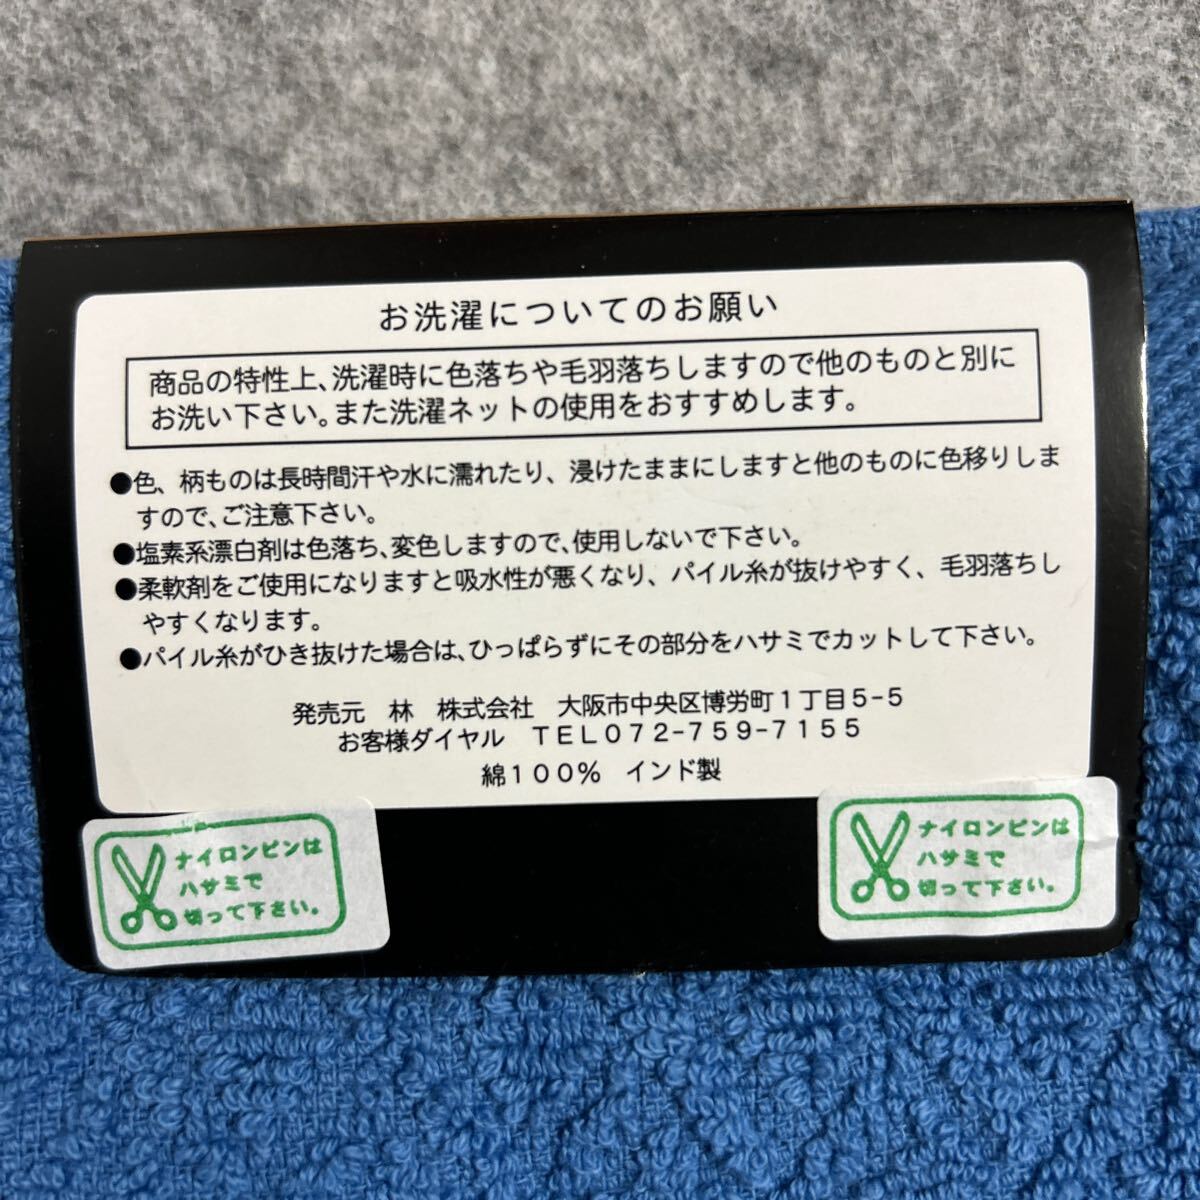 お洗濯についてのお願い
商品の特性上、洗濯時に色落ちや毛羽落ちしますので他のものと別に
お洗い下さい。また洗濯ネットの使用をおすすめします。
●色、柄ものは長時間汗や水に濡れたり、浸けたままにしますと他のものに色移りしま
すので、ご注意下さい。
●塩素系漂白剤は色落ち、変色しますので、使用しないで下さい。
●柔軟剤をご使用になりますと吸水性が悪くなり、パイル糸が抜けやすく、毛羽落ちし
やすくなります。
●パイル糸がひき抜けた場合は、ひっぱらずにその部分をハサミでカットして下さい。
発売元　林　株式会社　大阪市中央区博労町１丁目５-５
お客様ダイヤル　ＴＥＬ０７２-７５９-７１５５
綿１００％　インド製
ナイロンピンは
ハサミで
切って下さい。
ナイロンピンは
ハサミで
切って下さい。